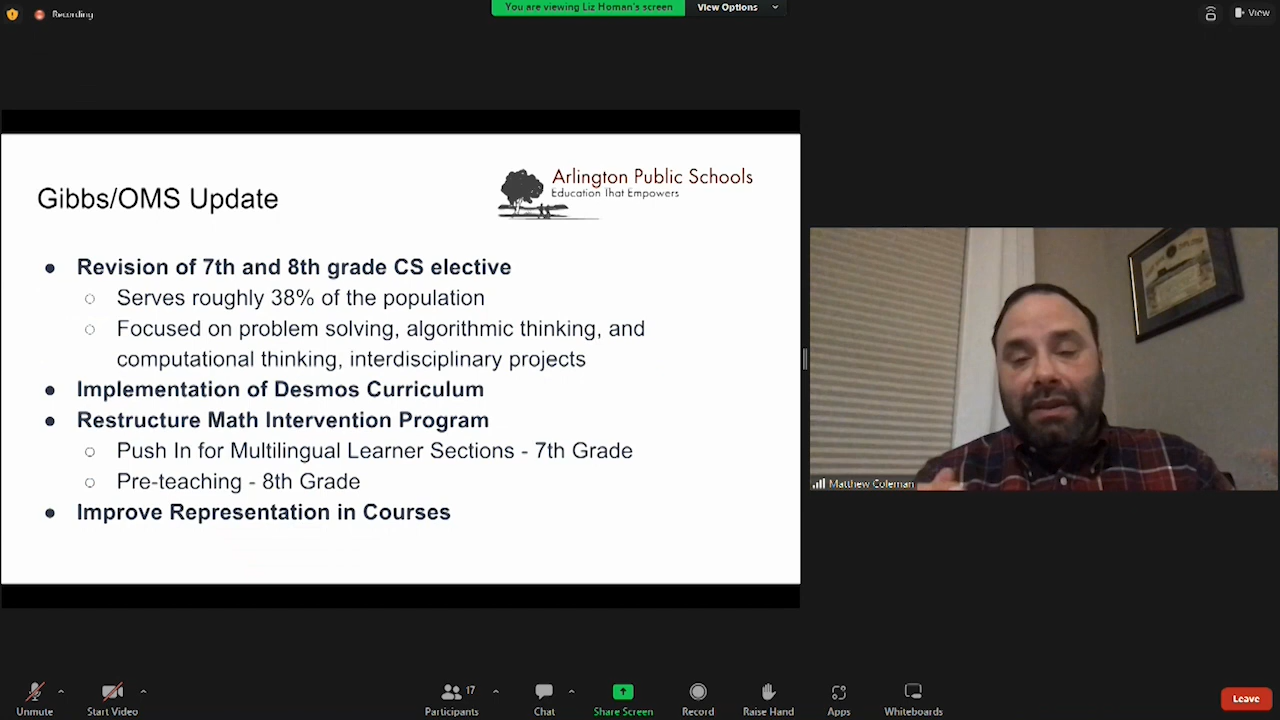 Recording
You are viewing Liz Homan's screen
View Options
View
Gibbs/OMS Update
Arlington Public Schools
Education That Empowers
● Revision of 7th and 8th grade CS elective
○ Serves roughly 38% of the population
○ Focused on problem solving, algorithmic thinking, and
computational thinking, interdisciplinary projects
● Implementation of Desmos Curriculum
● Restructure Math Intervention Program
○ Push In for Multilingual Learner Sections - 7th Grade
○ Pre-teaching - 8th Grade
● Improve Representation in Courses
Matthew Coleman
Unmute
Start Video
17
Participants
Chat
Share Screen
Record
Raise Hand
Apps
Whiteboards
Leave